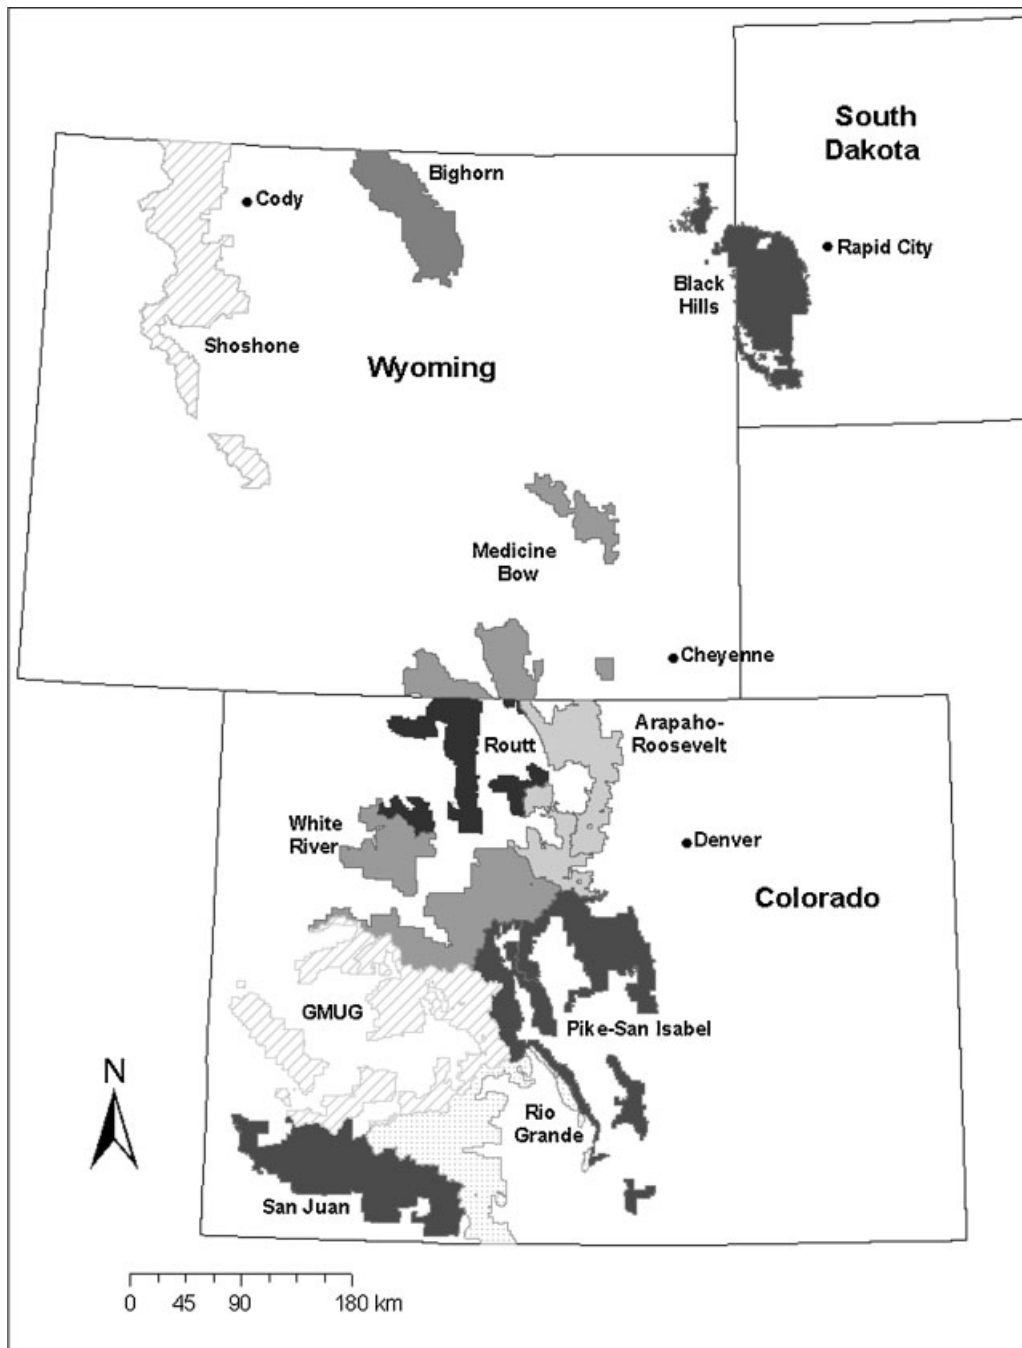 South
Dakota
Bighorn
Cody
Rapid City
Black
Hills
Shoshone
Wyoming
Medicine
Bow
Cheyenne
Arapaho-
Roosevelt
Routt
White
River
Denver
Colorado
GMUG
Pike-San Isabel
N
Rio
Grande
San Juan
0 45 90 180 km